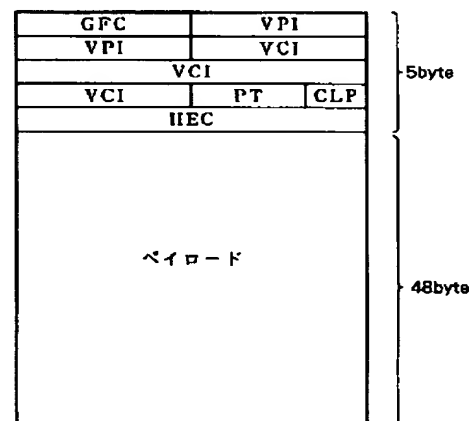 GFC VPI
VPI VCI
VCI
VCI PT CLP
HEC
ペイロード
5byte
48byte